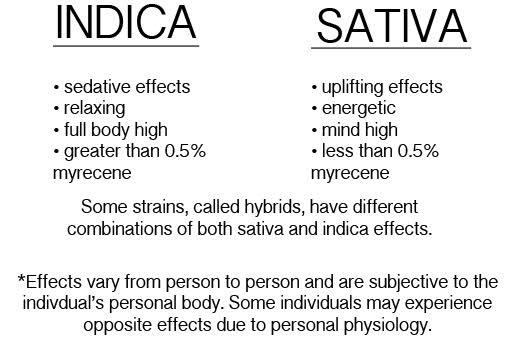 INDICA
• sedative effects
• relaxing
• full body high
• greater than 0.5%
myrecene
SATIVA
• uplifting effects
• energetic
• mind high
• less than 0.5%
myrecene
Some strains, called hybrids, have different
combinations of both sativa and indica effects.
*Effects vary from person to person and are subjective to the
indivdual's personal body. Some individuals may experience
opposite effects due to personal physiology.